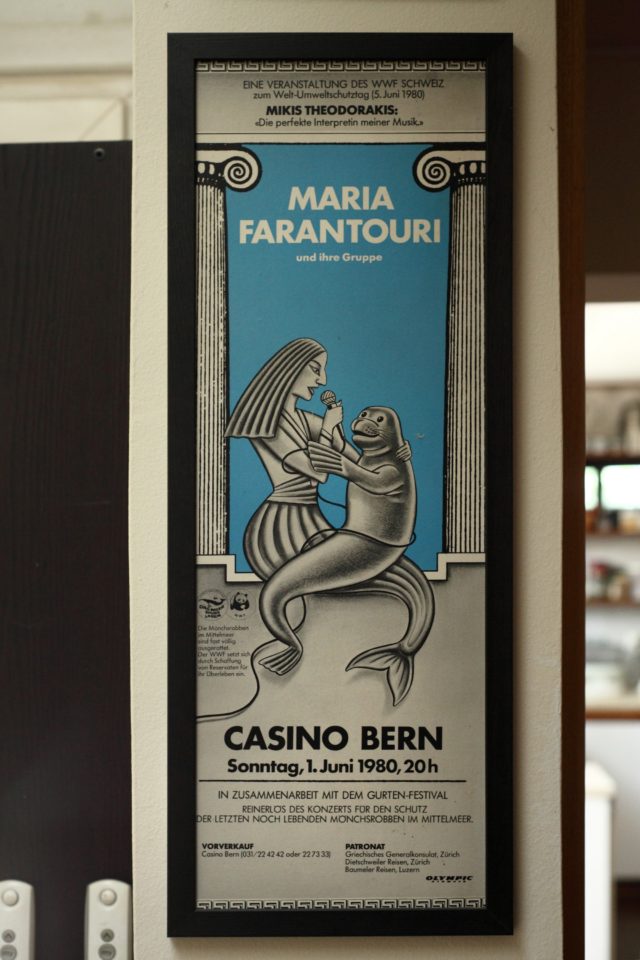 EINE VERANSTALTUNG DES WWF SCHWEIZ
zum Welt-Umweltschutztag (5. Juni 1980)
MIKIS THEODORAKIS:
«Die perfekte Interpretin meiner Musik.»
MARIA
FARANTOURI
und ihre Gruppe
Die Mönchsrobben
im Mittelmeer
sind fast völlig
ausgerottet.
Der WWF setzt sich
durch Schaffung
von Reservaten für
ihr Überleben ein.
CASINO BERN
Sonntag, 1. Juni 1980, 20 h
IN ZUSAMMENARBEIT MIT DEM GURTEN-FESTIVAL
REINERLÖS DES KONZERTS FÜR DEN SCHUTZ
DER LETZTEN NOCH LEBENDEN MÖNCHSROBBEN IM MITTELMEER.
VORVERKAUF
Casino Bern (031/22 42 42 oder 22 73 33)
PATRONAT
Griechisches Generalkonsulat, Zürich
Dietschweiler Reisen, Zürich
Baumeler Reisen, Luzern
OLYMPIC